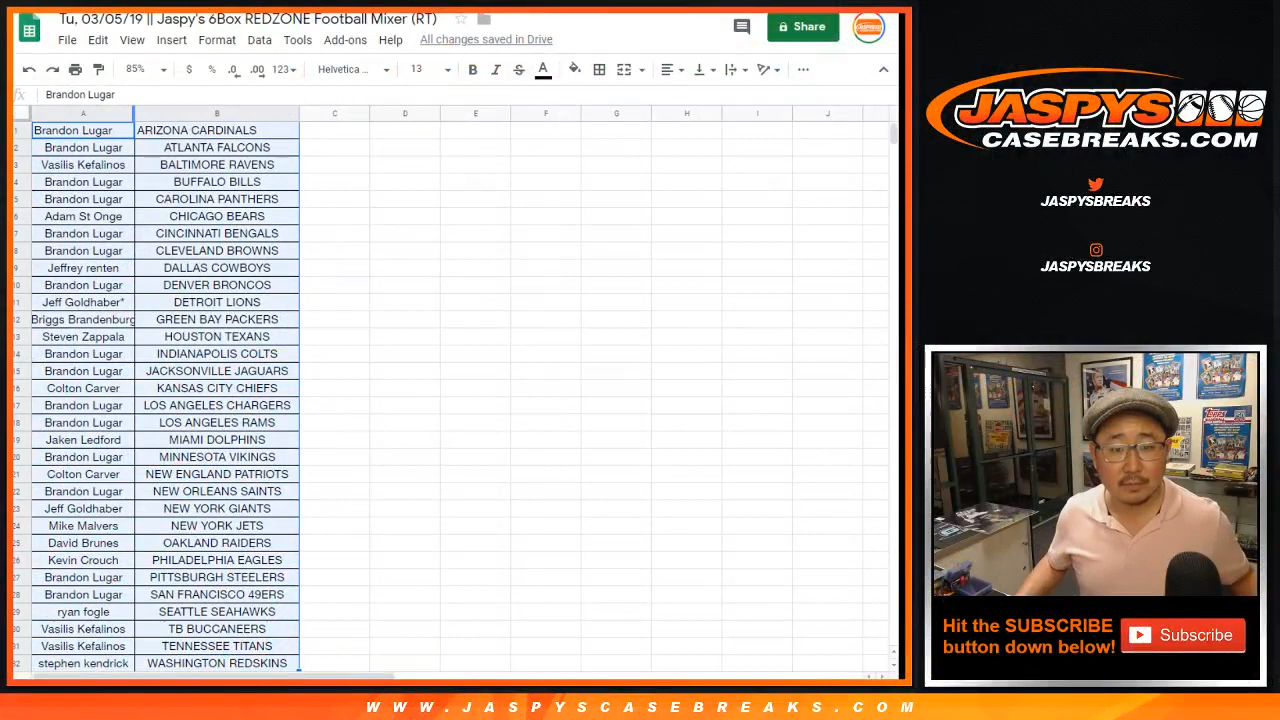 Tu, 03/05/19 || Jaspy's 6Box REDZONE Football Mixer (RT)
File Edit View Insert Format Data Tools Add-ons Help All changes saved in Drive
Share
85% $ % .0 .00 123 Helvetica ... 13 B I S A
fx Brandon Lugar
A B C D E F G H I J
1 Brandon Lugar ARIZONA CARDINALS
2 Brandon Lugar ATLANTA FALCONS
3 Vasilis Kefalinos BALTIMORE RAVENS
4 Brandon Lugar BUFFALO BILLS
5 Brandon Lugar CAROLINA PANTHERS
6 Adam St Onge CHICAGO BEARS
7 Brandon Lugar CINCINNATI BENGALS
8 Brandon Lugar CLEVELAND BROWNS
9 Jeffrey renten DALLAS COWBOYS
10 Brandon Lugar DENVER BRONCOS
11 Jeff Goldhaber* DETROIT LIONS
12 Briggs Brandenburg GREEN BAY PACKERS
13 Steven Zappala HOUSTON TEXANS
14 Brandon Lugar INDIANAPOLIS COLTS
15 Brandon Lugar JACKSONVILLE JAGUARS
16 Colton Carver KANSAS CITY CHIEFS
17 Brandon Lugar LOS ANGELES CHARGERS
18 Brandon Lugar LOS ANGELES RAMS
19 Jaken Ledford MIAMI DOLPHINS
20 Brandon Lugar MINNESOTA VIKINGS
21 Colton Carver NEW ENGLAND PATRIOTS
22 Brandon Lugar NEW ORLEANS SAINTS
23 Jeff Goldhaber NEW YORK GIANTS
24 Mike Malvers NEW YORK JETS
25 David Brunes OAKLAND RAIDERS
26 Kevin Crouch PHILADELPHIA EAGLES
27 Brandon Lugar PITTSBURGH STEELERS
28 Brandon Lugar SAN FRANCISCO 49ERS
29 ryan fogle SEATTLE SEAHAWKS
30 Vasilis Kefalinos TB BUCCANEERS
31 Vasilis Kefalinos TENNESSEE TITANS
32 stephen kendrick WASHINGTON REDSKINS
JASPYS
CASEBREAKS.COM
JASPYSBREAKS
JASPYSBREAKS
TOPPS
Hit the SUBSCRIBE
button down below!
Subscribe
WWW.JASPYSCASEBREAKS.COM